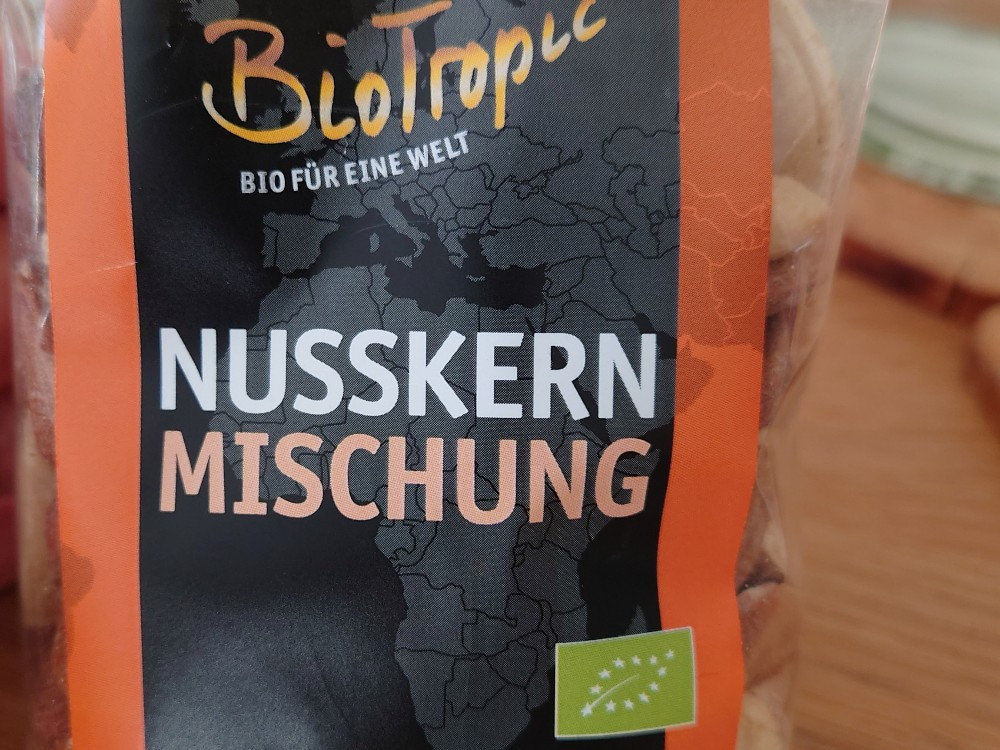 BioTropic
BIO FÜR EINE WELT
NUSSKERN
MISCHUNG